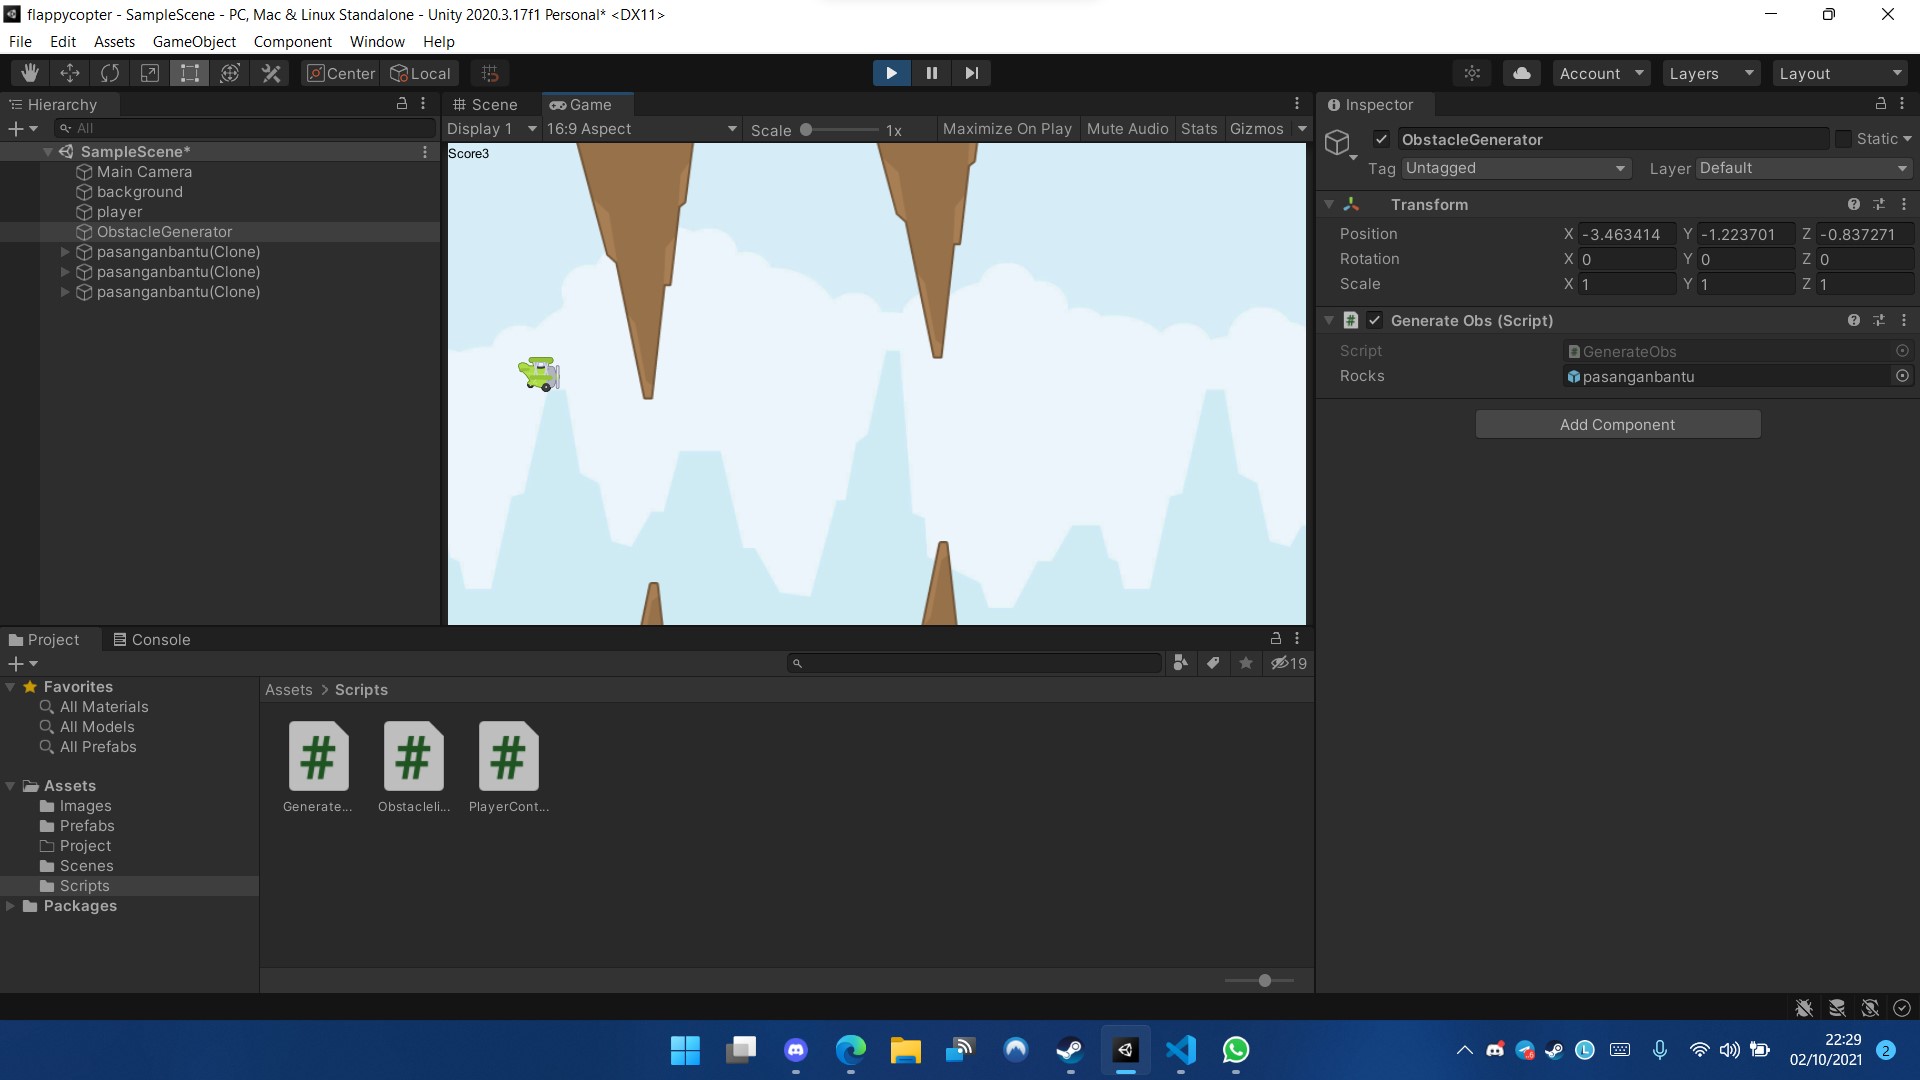 flappycopter - SampleScene - PC, Mac & Linux Standalone - Unity 2020.3.17f1 Personal* <DX11>
File Edit Assets GameObject Component Window Help
Center Local Account Layers Layout
Hierarchy
All
SampleScene*
Main Camera
background
player
ObstacleGenerator
pasanganbantu(Clone)
pasanganbantu(Clone)
pasanganbantu(Clone)
Scene Game
Display 1 16:9 Aspect Scale 1x Maximize On Play Mute Audio Stats Gizmos
Score3
Inspector
ObstacleGenerator Static
Tag Untagged Layer Default
Transform
Position X -3.463414 Y -1.223701 Z -0.837271
Rotation X 0 Y 0 Z 0
Scale X 1 Y 1 Z 1
# Generate Obs (Script)
Script GenerateObs
Rocks pasanganbantu
Add Component
Project Console
19
Favorites
All Materials
All Models
All Prefabs
Assets
Images
Prefabs
Project
Scenes
Scripts
Packages
Assets > Scripts
# # #
Generate... Obstacleli... PlayerCont...
22:29
02/10/2021
2